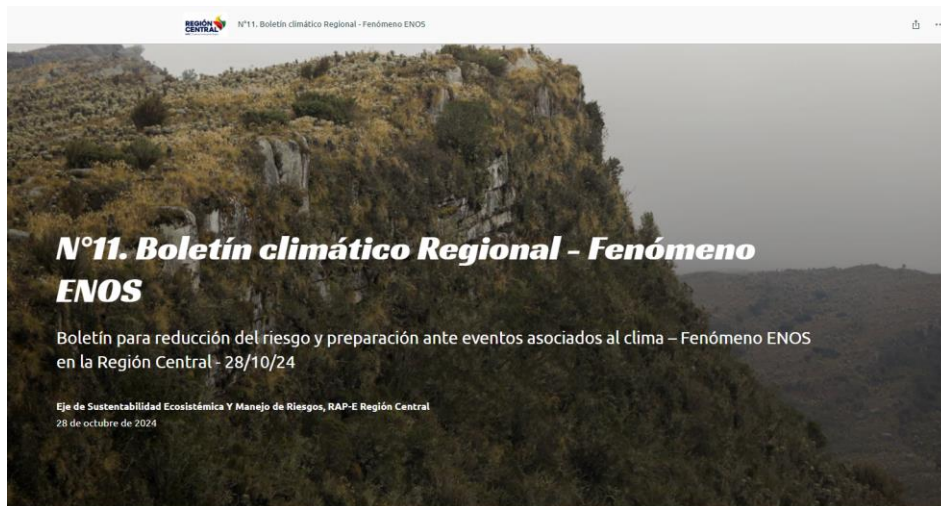 REGIÓN
CENTRAL
N°11. Boletín climático Regional - Fenómeno ENOS
N°11. Boletín climático Regional - Fenómeno
ENOS
Boletín para reducción del riesgo y preparación ante eventos asociados al clima – Fenómeno ENOS
en la Región Central - 28/10/24
Eje de Sustentabilidad Ecosistémica Y Manejo de Riesgos, RAP-E Región Central
28 de octubre de 2024